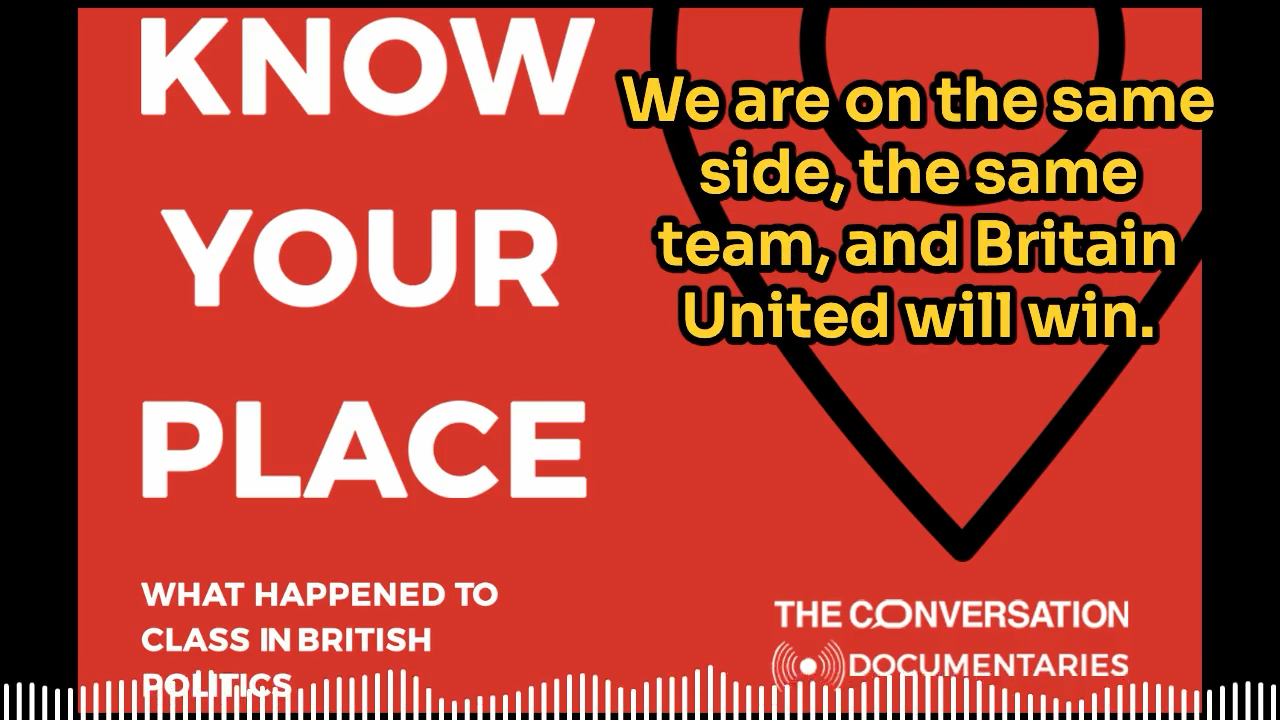 KNOW
YOUR
PLACE
We are on the same
side, the same
team, and Britain
United will win.
WHAT HAPPENED TO
CLASS IN BRITISH
POLITICS
THE CONVERSATION
DOCUMENTARIES